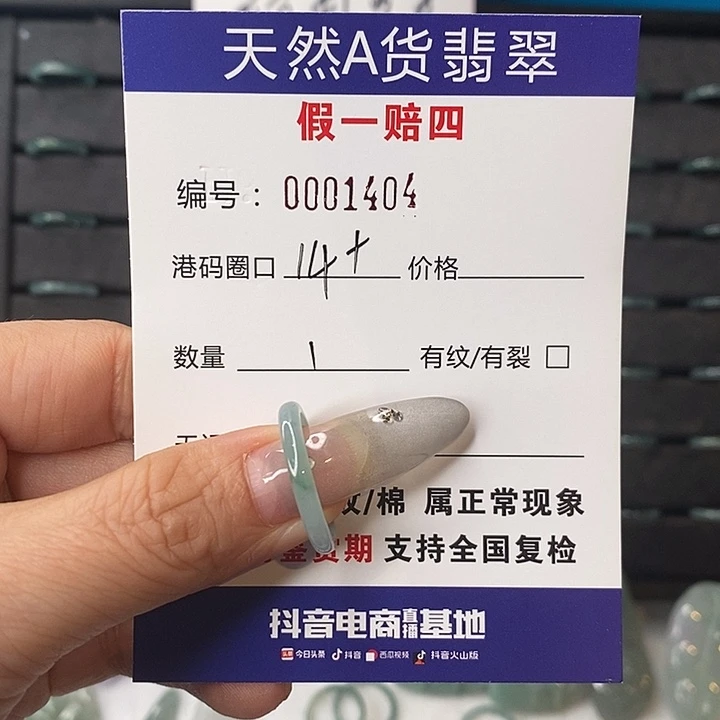 天然A货翡翠
假一赔四
编号：0001404
港码圈口 14+ 价格
数量 1 有纹/有裂 □
纹/棉 属正常现象
鉴赏期 支持全国复检
抖音电商直播基地
今日头条 抖音 西瓜视频 抖音火山版